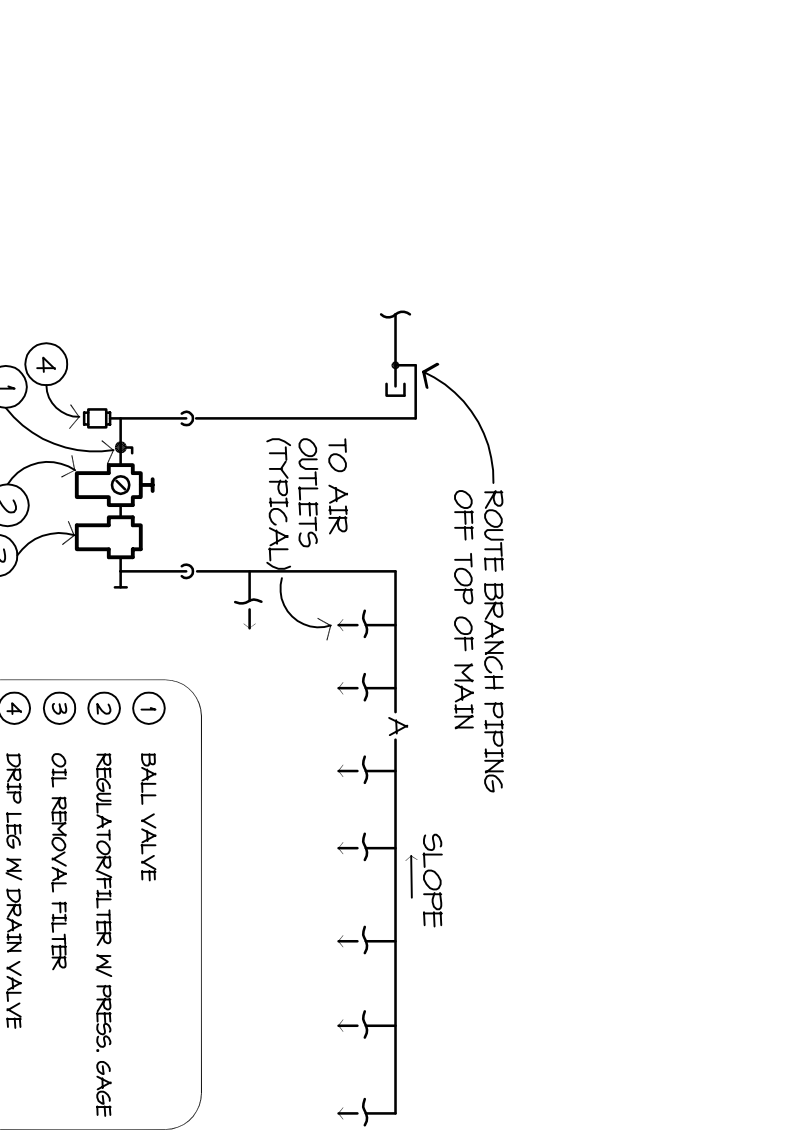 ROUTE BRANCH PIPING
OFF TOP OF MAIN
SLOPE
TO AIR
OUTLETS
(TYPICAL)
A
4
1
2
3
1 BALL VALVE
2 REGULATOR/FILTER W/ PRESS. GAGE
3 OIL REMOVAL FILTER
4 DRIP LEG W/ DRAIN VALVE